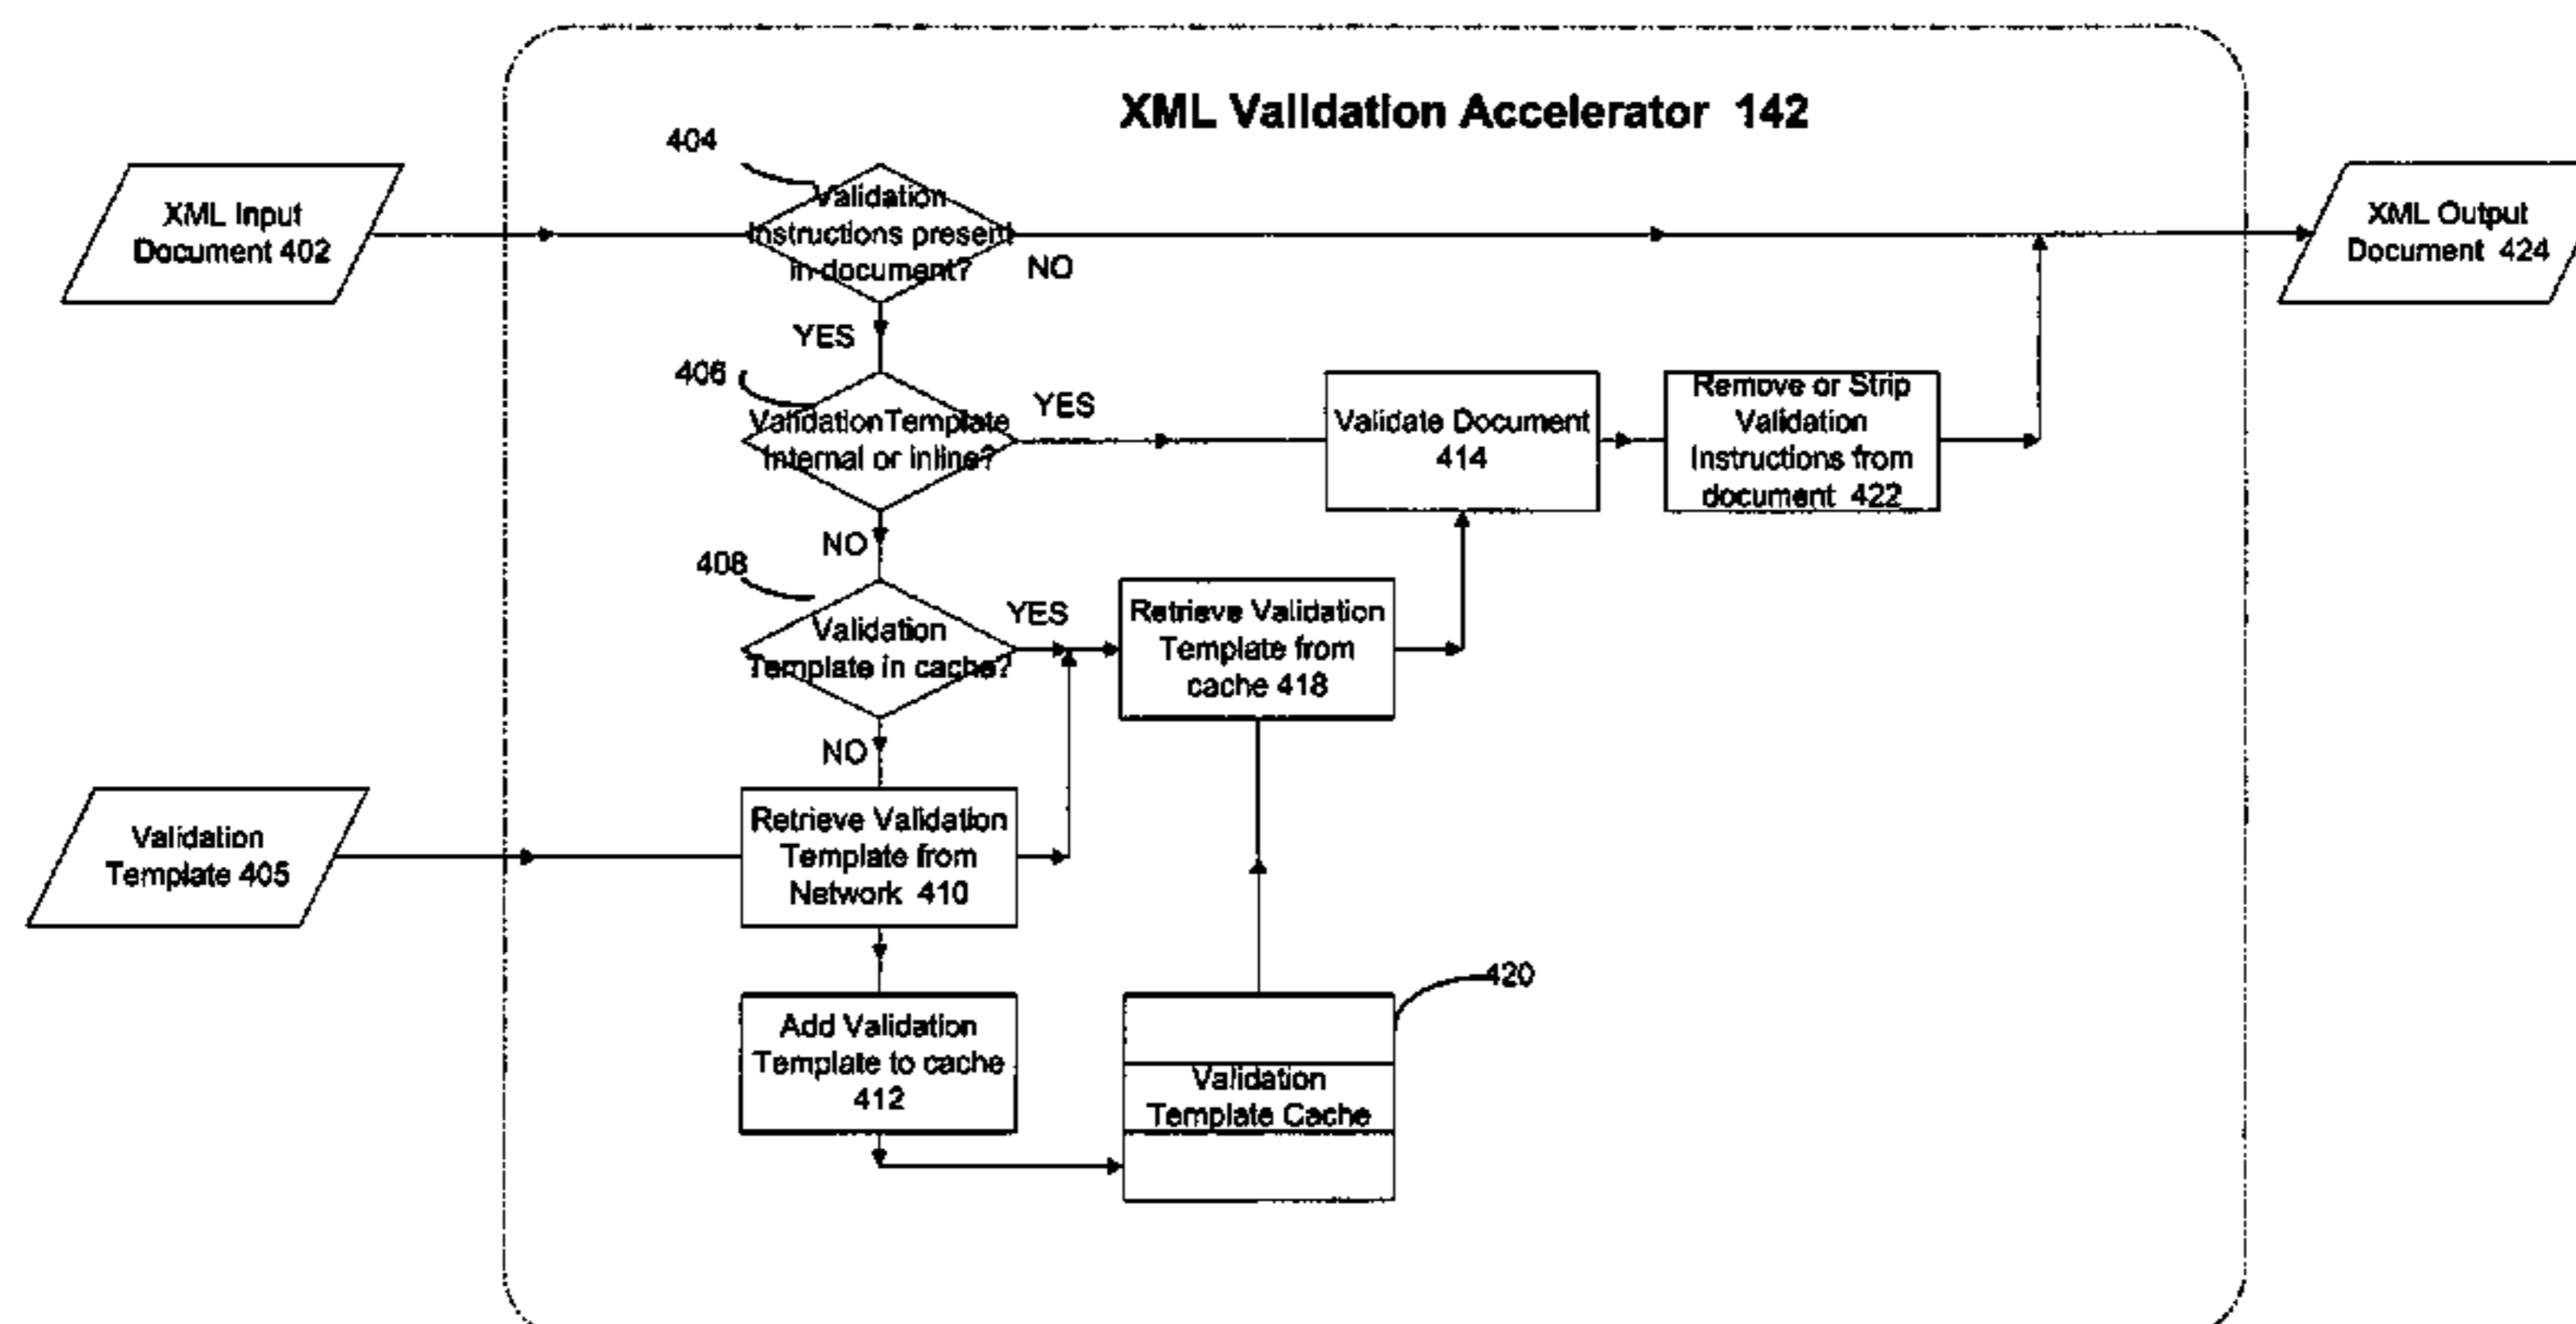 XML Validation Accelerator 142
404
XML Input
Document 402
Validation
Instructions present
in document?
NO
XML Output
Document 424
YES
406
ValidationTemplate
Internal or inline?
YES
Validate Document
414
Remove or Strip
Validation
Instructions from
document 422
NO
408
Validation
Template in cache?
YES
Retrieve Validation
Template from
cache 418
NO
Validation
Template 405
Retrieve Validation
Template from
Network 410
420
Add Validation
Template to cache
412
Validation
Template Cache